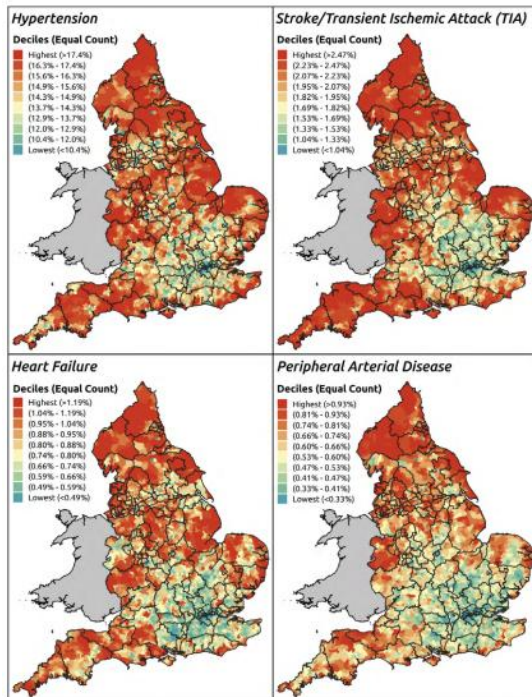 Hypertension
Deciles (Equal Count)
Highest (>17.4%)
(16.3% - 17.4%)
(15.6% - 16.3%)
(14.9% - 15.6%)
(14.3% - 14.9%)
(13.7% - 14.3%)
(12.9% - 13.7%)
(12.0% - 12.9%)
(10.4% - 12.0%)
Lowest (<10.4%)
Stroke/Transient Ischemic Attack (TIA)
Deciles (Equal Count)
Highest (>2.47%)
(2.23% - 2.47%)
(2.07% - 2.23%)
(1.95% - 2.07%)
(1.82% - 1.95%)
(1.69% - 1.82%)
(1.53% - 1.69%)
(1.33% - 1.53%)
(1.04% - 1.33%)
Lowest (<1.04%)
Heart Failure
Deciles (Equal Count)
Highest (>1.19%)
(1.04% - 1.19%)
(0.95% - 1.04%)
(0.88% - 0.95%)
(0.80% - 0.88%)
(0.74% - 0.80%)
(0.66% - 0.74%)
(0.59% - 0.66%)
(0.49% - 0.59%)
Lowest (<0.49%)
Peripheral Arterial Disease
Deciles (Equal Count)
Highest (>0.93%)
(0.81% - 0.93%)
(0.74% - 0.81%)
(0.66% - 0.74%)
(0.60% - 0.66%)
(0.53% - 0.60%)
(0.47% - 0.53%)
(0.41% - 0.47%)
(0.33% - 0.41%)
Lowest (<0.33%)